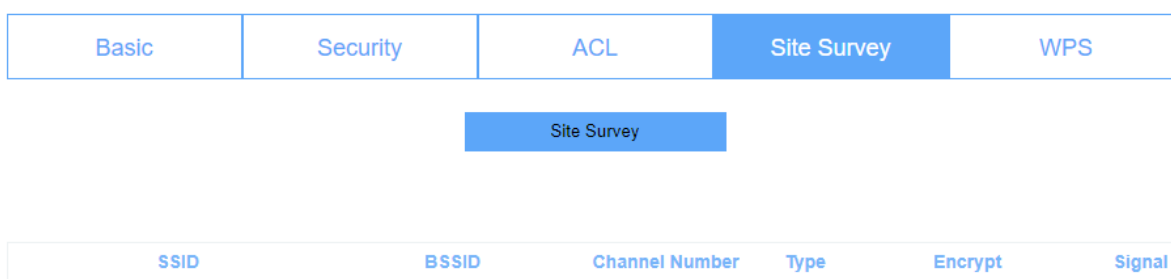 Basic Security ACL Site Survey WPS
Site Survey
SSID BSSID Channel Number Type Encrypt Signal